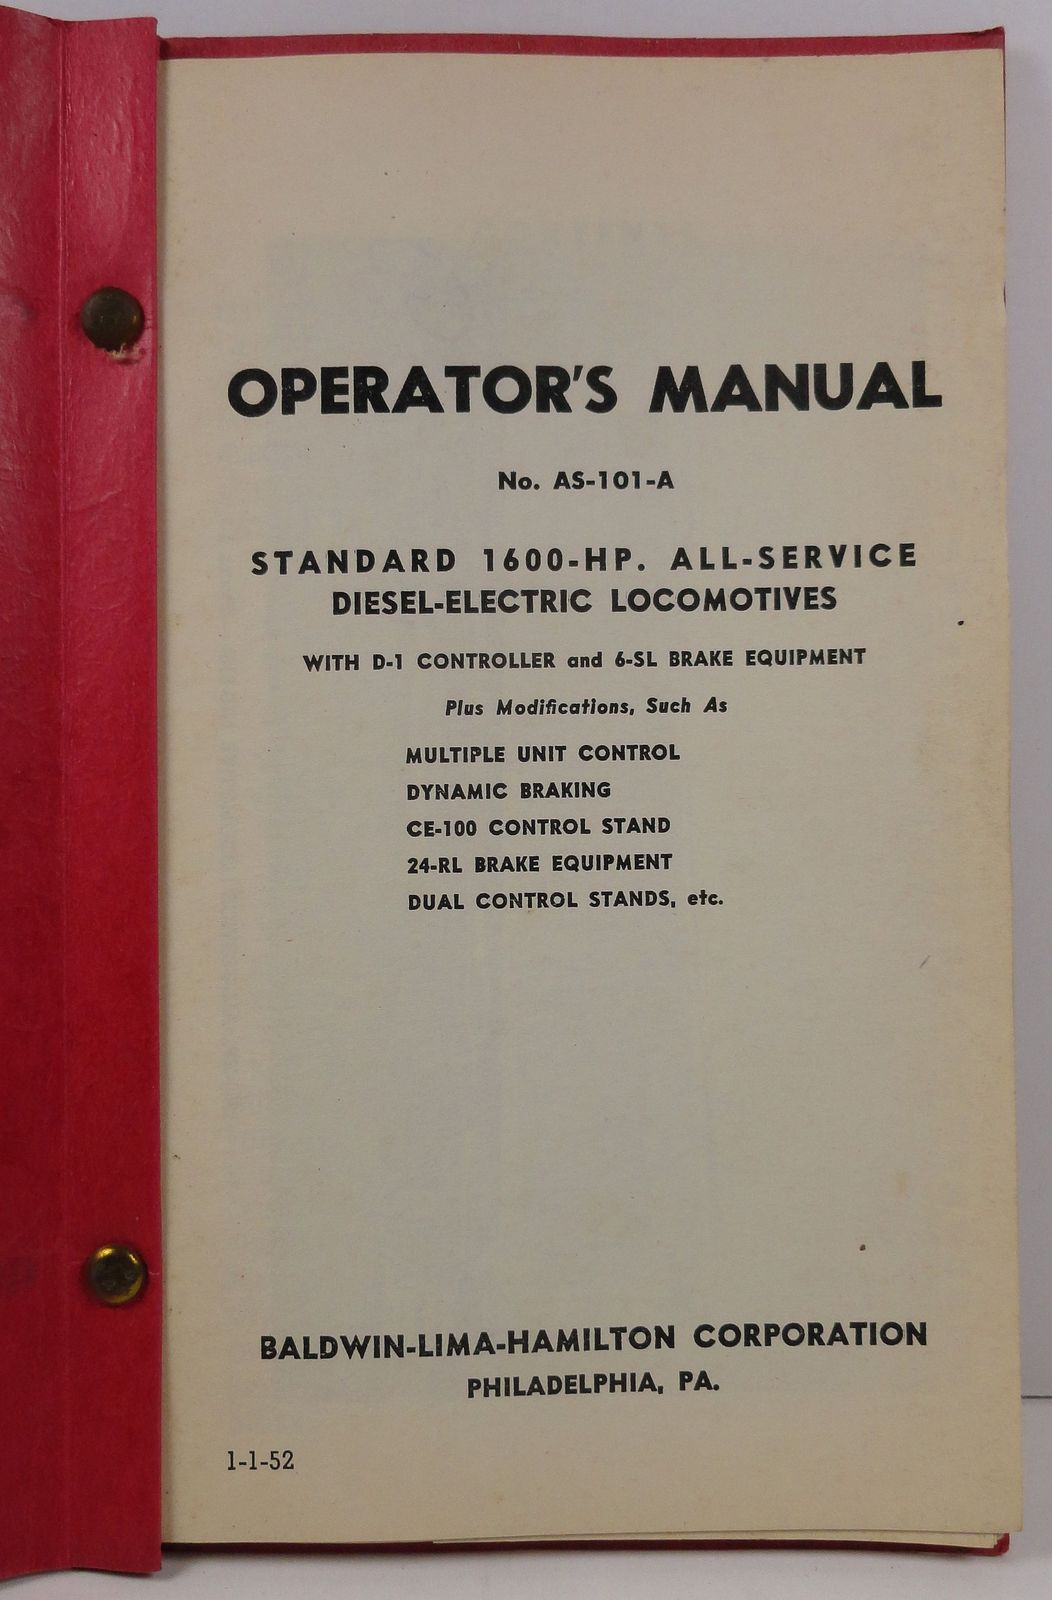 OPERATOR'S MANUAL
No. AS-101-A
STANDARD 1600-HP. ALL-SERVICE
DIESEL-ELECTRIC LOCOMOTIVES
WITH D-1 CONTROLLER and 6-SL BRAKE EQUIPMENT
Plus Modifications, Such As
MULTIPLE UNIT CONTROL
DYNAMIC BRAKING
CE-100 CONTROL STAND
24-RL BRAKE EQUIPMENT
DUAL CONTROL STANDS, etc.
BALDWIN-LIMA-HAMILTON CORPORATION
PHILADELPHIA, PA.
1-1-52